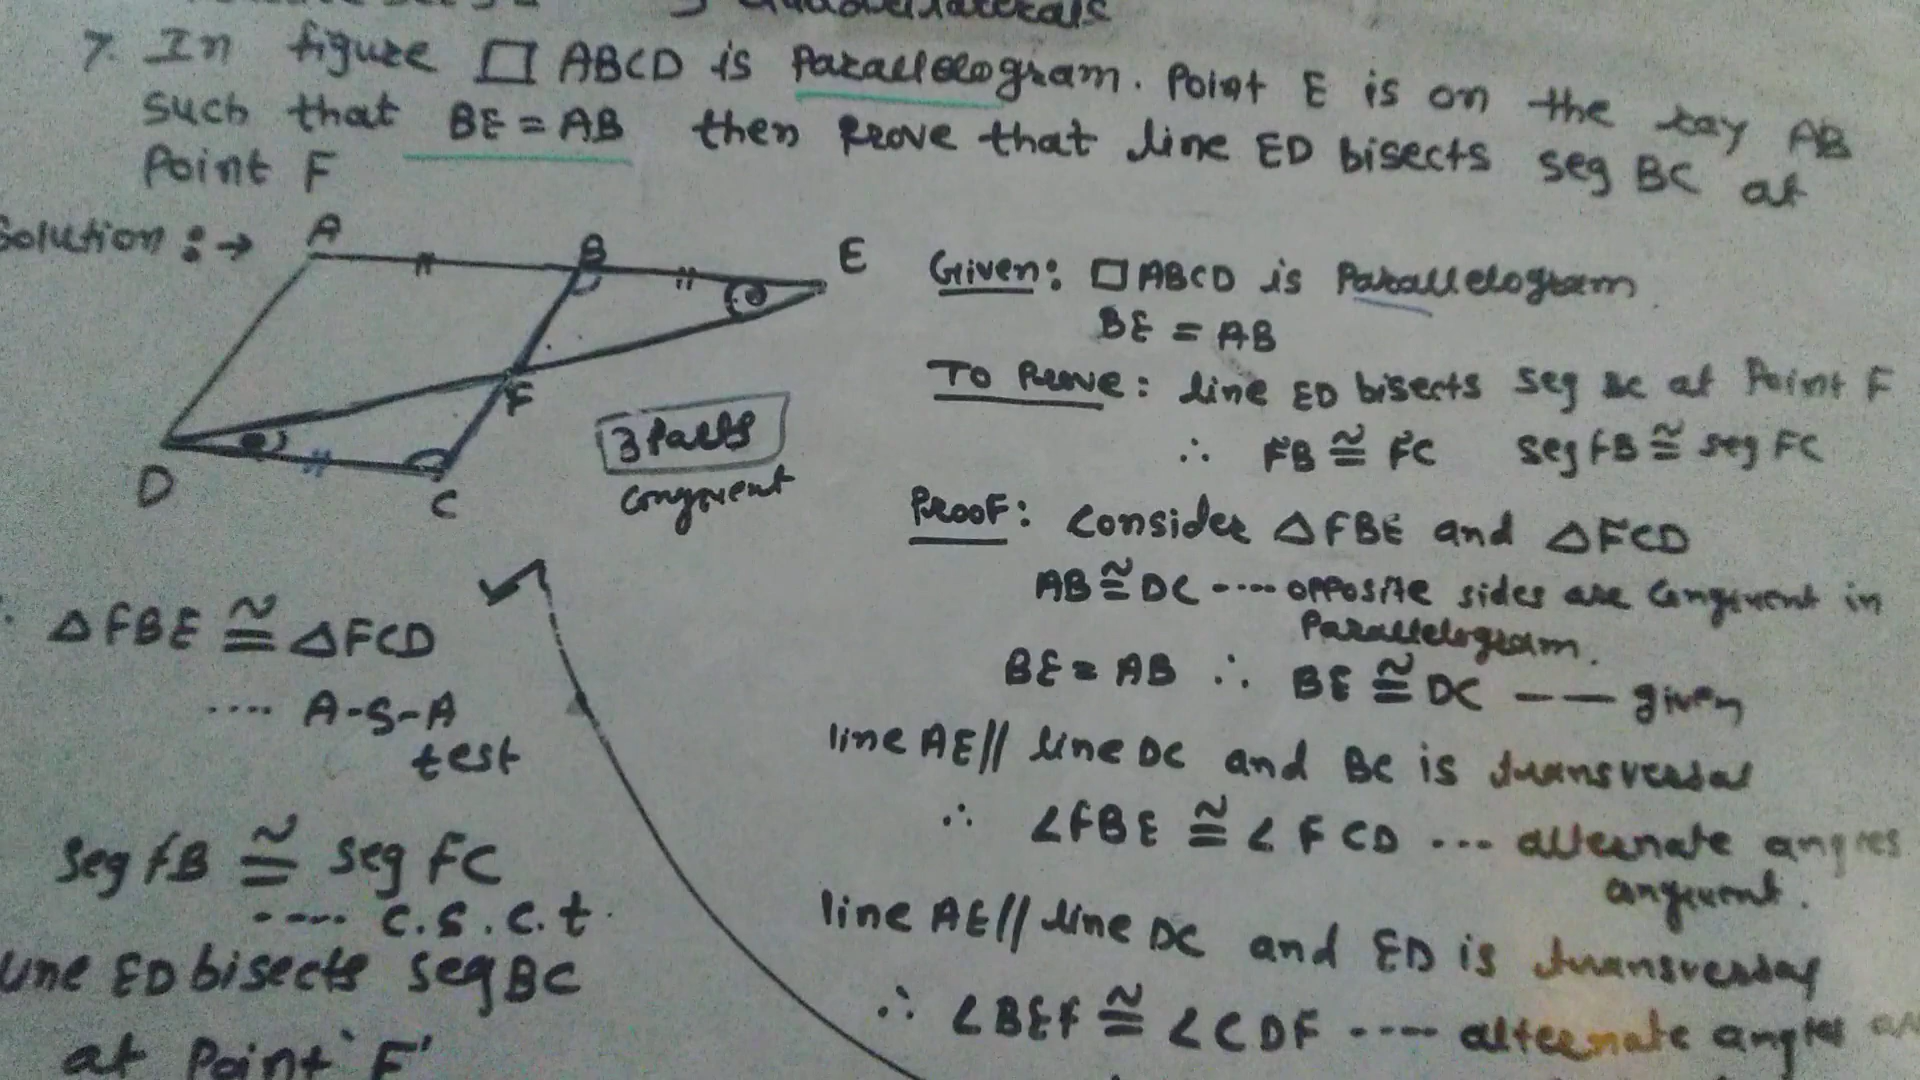 Quadrilaterals
7. In figure □ ABCD is Parallelogram. Point E is on the ray AB
such that BE = AB then prove that line ED bisects seg BC at
Point F
Solution :→
A
B
E
F
D
C
3 Parts
congruent
Given: □ ABCD is Parallelogram.
BE = AB
To Prove: line ED bisects seg BC at Point F
∴ FB ≅ FC seg FB ≅ seg FC
Proof: Consider △FBE and △FCD
AB ≅ DC ---- opposite sides are congruent in
Parallelogram.
BE = AB ∴ BE ≅ DC —— given
line AE // line DC and BC is transversal
∴ ∠FBE ≅ ∠FCD --- alternate angles
congruent.
line AE // line DC and ED is transversal
∴ ∠BEF ≅ ∠CDF ---- alternate angles
△FBE ≅ △FCD
---- A-S-A
test
Seg FB ≅ seg FC
---- C.S.C.t.
line ED bisects seg BC
at Point 'F'